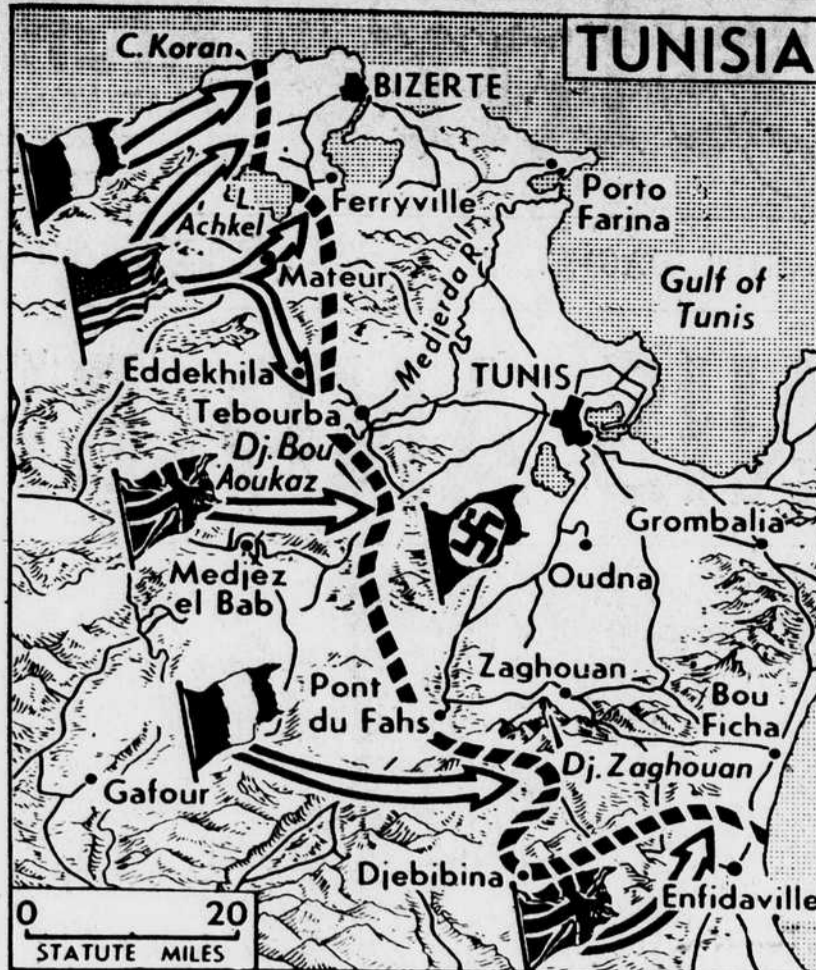 TUNISIA
C. Koran
BIZERTE
Ferryville
Porto
Farina
L.
Achkel
Mateur
Medjerda R.
Gulf of
Tunis
Eddekhila
TUNIS
Tebourba
Dj. Bou
Aoukaz
Grombalia
Medjez
el Bab
Oudna
Zaghouan
Pont
du Fahs
Bou
Ficha
Dj. Zaghouan
Gafour
Djebibina
Enfidaville
0 20
STATUTE MILES